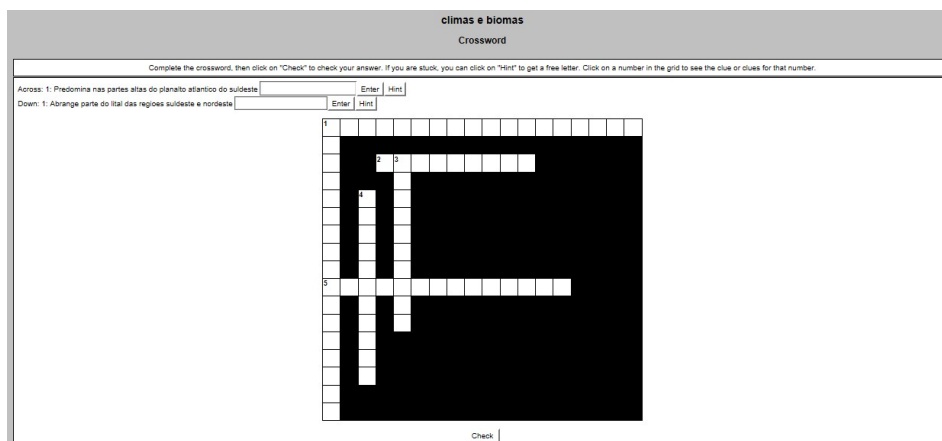 climas e biomas
Crossword
Complete the crossword, then click on "Check" to check your answer. If you are stuck, you can click on "Hint" to get a free letter. Click on a number in the grid to see the clue or clues for that number.
Across: 1: Predomina nas partes altas do planalto atlantico do suldeste Enter Hint
Down: 1: Abrange parte do lital das regioes suldeste e nordeste Enter Hint
1
2 3
4
5
Check